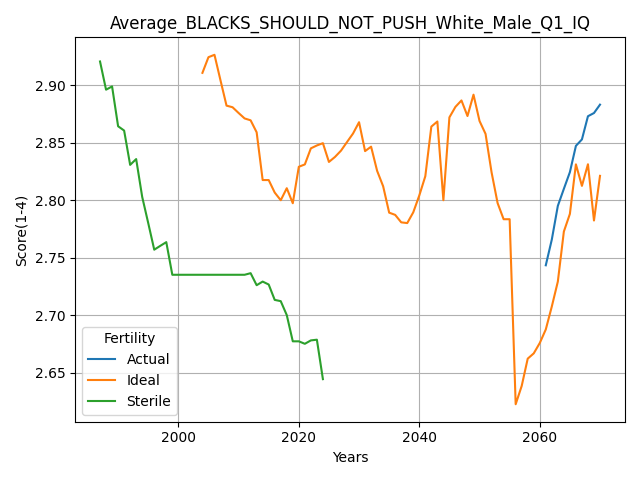 Average_BLACKS_SHOULD_NOT_PUSH_White_Male_Q1_IQ
2.90
2.85
2.80
2.75
2.70
2.65
Score(1-4)
Fertility
Actual
Ideal
Sterile
2000 2020 2040 2060
Years